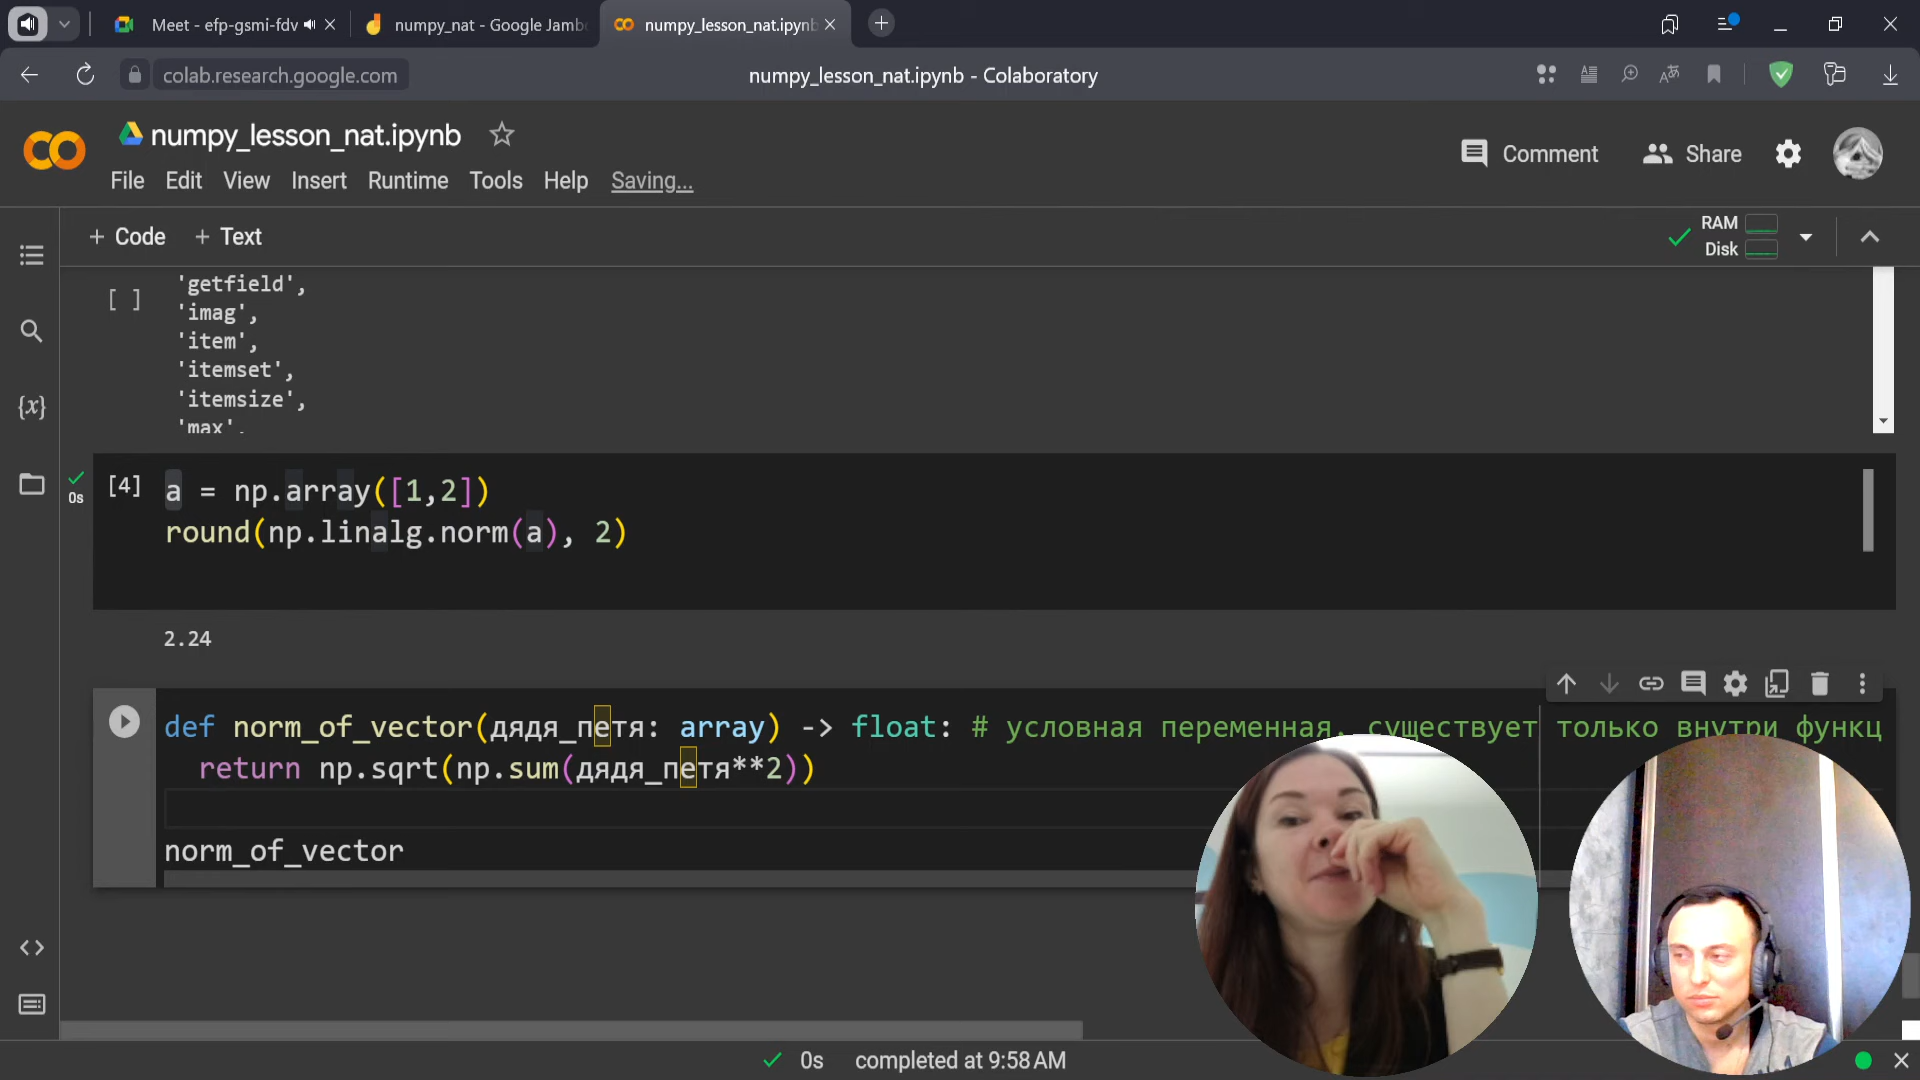 Meet - efp-gsmi-fdv
numpy_nat - Google Jamb
numpy_lesson_nat.ipynb
colab.research.google.com
numpy_lesson_nat.ipynb - Colaboratory
numpy_lesson_nat.ipynb
Comment
Share
File Edit View Insert Runtime Tools Help Saving...
+ Code + Text
RAM
Disk
[ ]
'getfield',
'imag',
'item',
'itemset',
'itemsize',
'max',
{x}
[4] a = np.array([1,2])
0s
round(np.linalg.norm(a), 2)
2.24
def norm_of_vector(дядя_петя: array) -> float: # условная переменная, существует только внутри функц
return np.sqrt(np.sum(дядя_петя**2))
norm_of_vector
0s completed at 9:58 AM